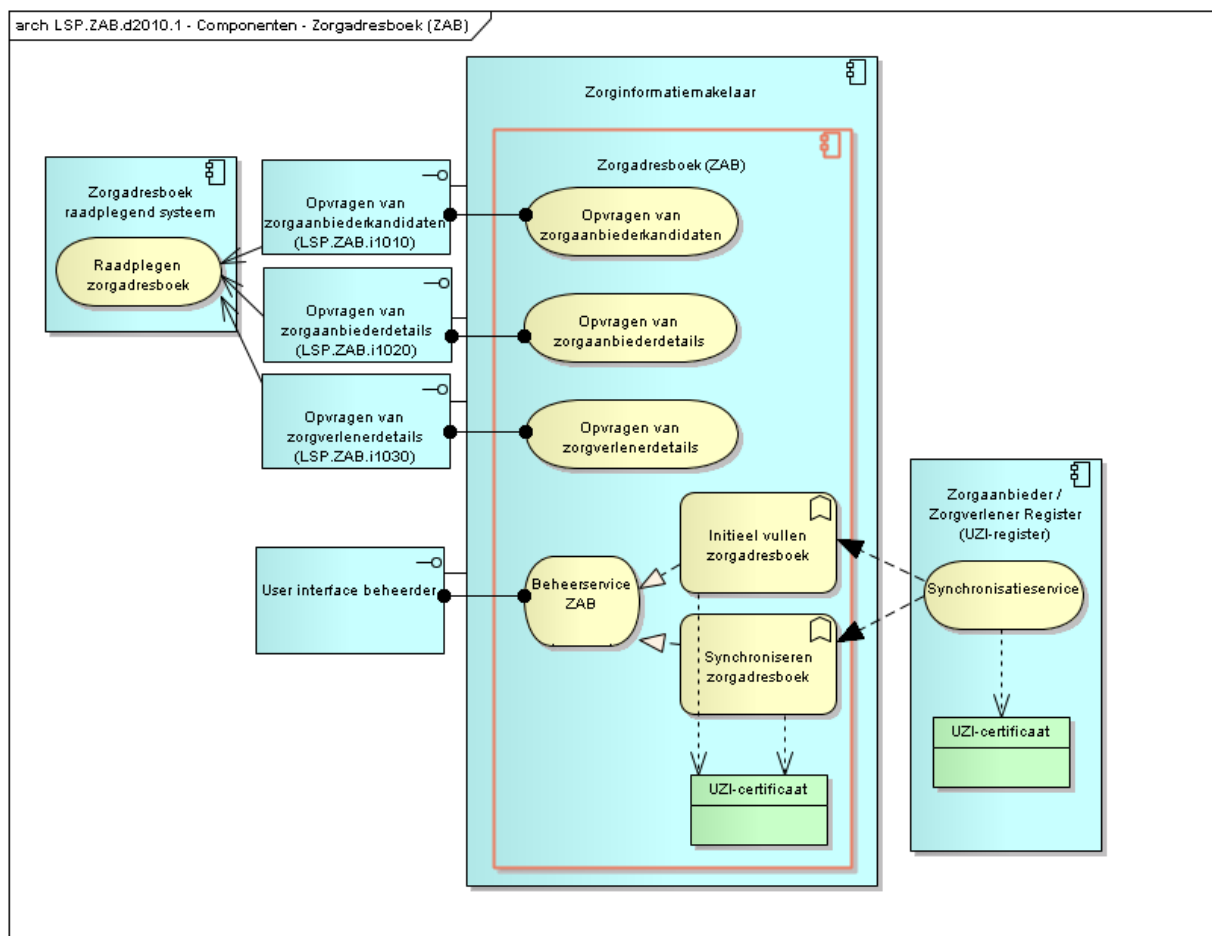 arch LSP.ZAB.d2010.1 - Componenten - Zorgadresboek (ZAB)
Zorginformatiemakelaar
Zorgadresboek (ZAB)
Zorgadresboek
raadplegend systeem
Raadplegen
zorgadresboek
Opvragen van
zorgaanbiederkandidaten
(LSP.ZAB.i1010)
Opvragen van
zorgaanbiederkandidaten
Opvragen van
zorgaanbiederdetails
(LSP.ZAB.i1020)
Opvragen van
zorgaanbiederdetails
Opvragen van
zorgverlenerdetails
(LSP.ZAB.i1030)
Opvragen van
zorgverlenerdetails
User interface beheerder
Beheerservice
ZAB
Initieel vullen
zorgadresboek
Synchroniseren
zorgadresboek
UZI-certificaat
Zorgaanbieder /
Zorgverlener Register
(UZI-register)
Synchronisatieservice
UZI-certificaat